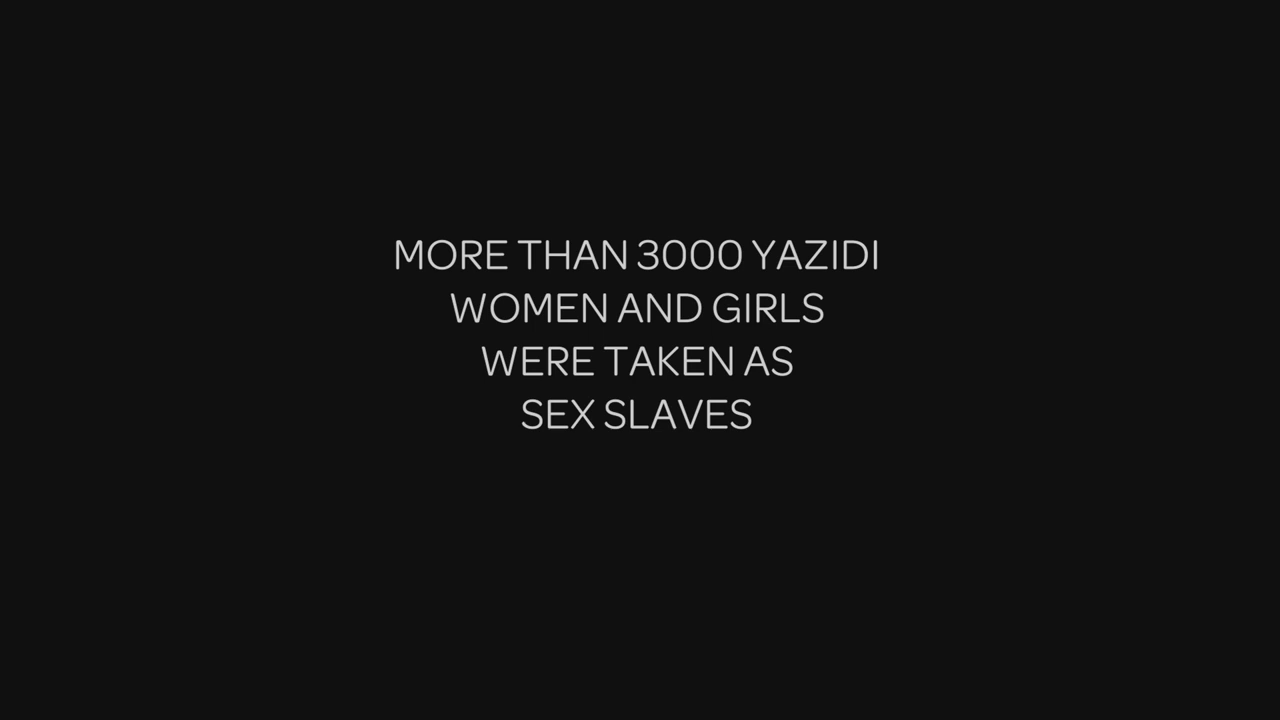 MORE THAN 3000 YAZIDI
WOMEN AND GIRLS
WERE TAKEN AS
SEX SLAVES